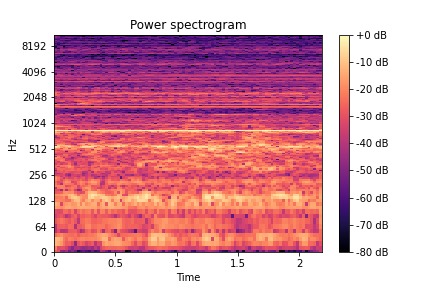 Power spectrogram
Hz
8192
4096
2048
1024
512
256
128
64
0
0
0.5
1
1.5
2
Time
+0 dB
-10 dB
-20 dB
-30 dB
-40 dB
-50 dB
-60 dB
-70 dB
-80 dB